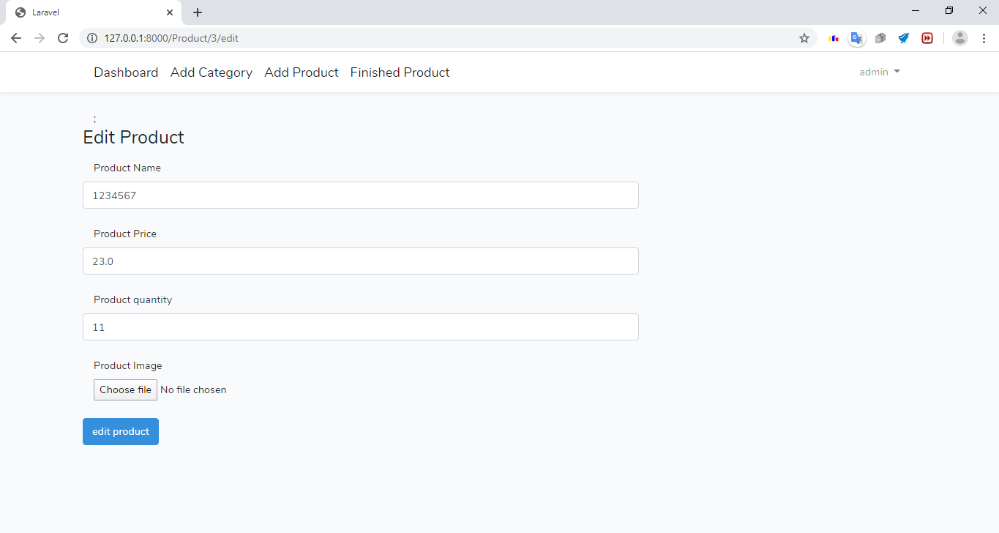 Laravel
127.0.0.1:8000/Product/3/edit
Dashboard Add Category Add Product Finished Product admin
;
Edit Product
Product Name
1234567
Product Price
23.0
Product quantity
11
Product Image
Choose file No file chosen
edit product